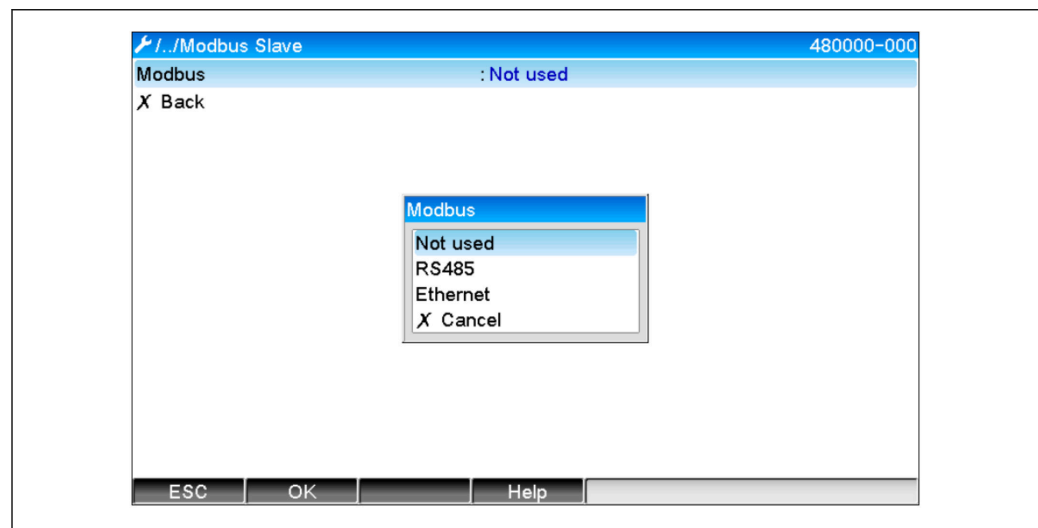 /../Modbus Slave 480000-000
Modbus : Not used
X Back
Modbus
Not used
RS485
Ethernet
X Cancel
ESC OK Help